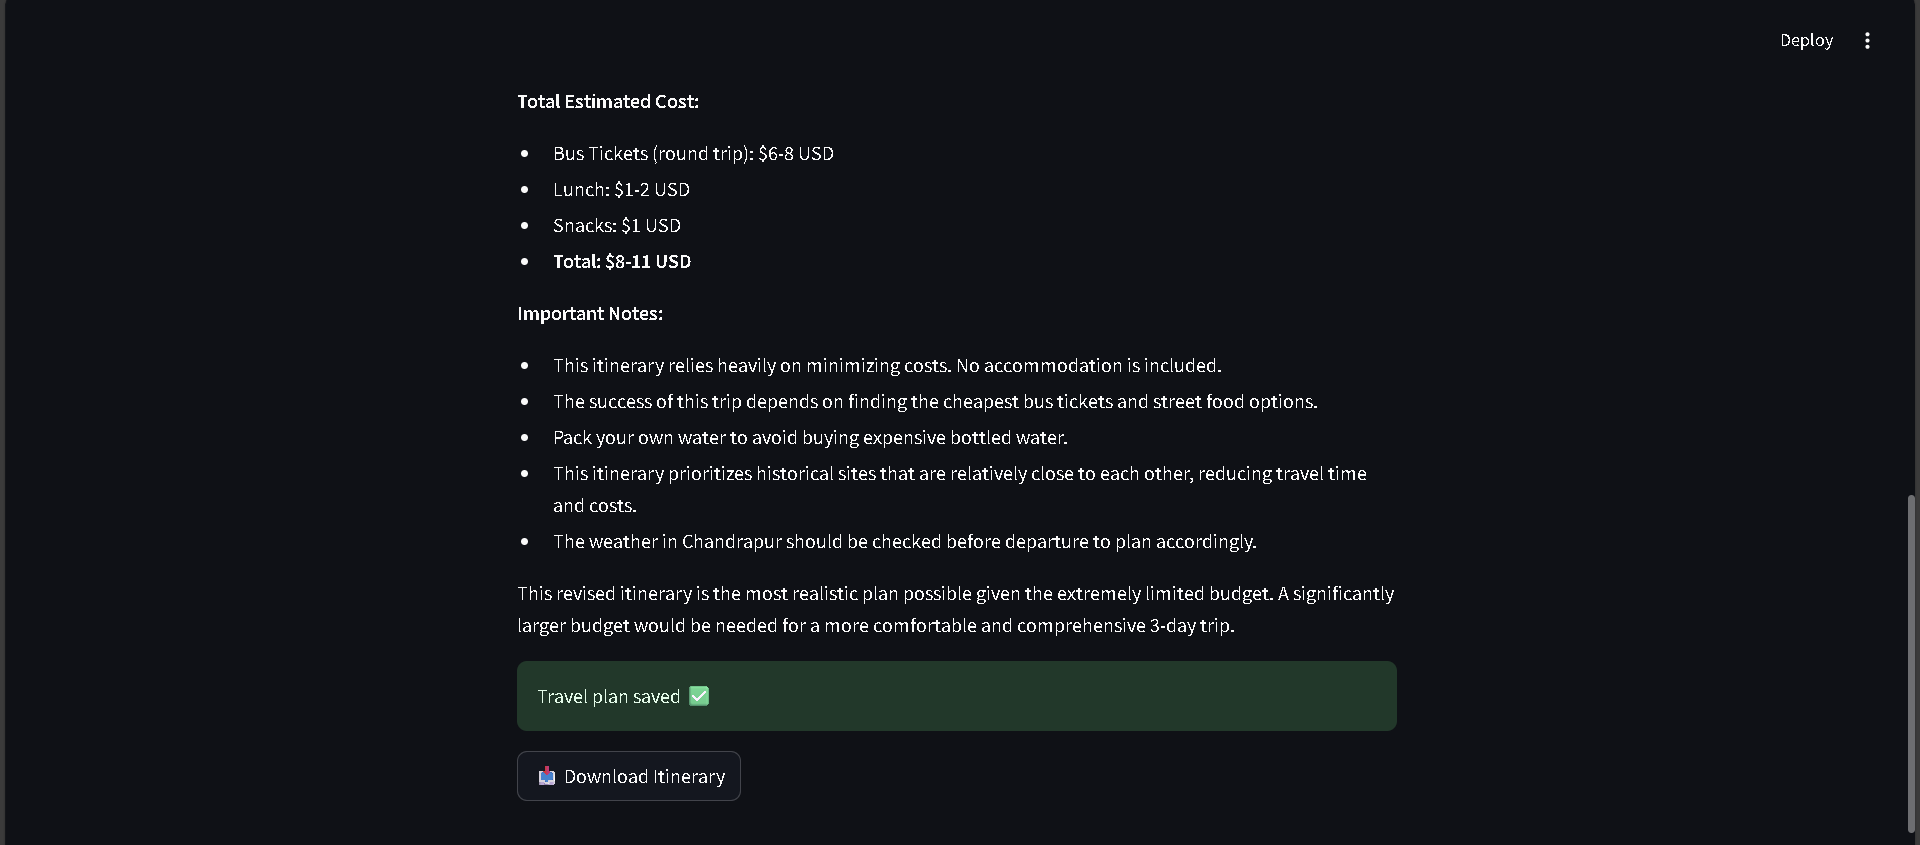 Deploy
Total Estimated Cost:
Bus Tickets (round trip): $6-8 USD
Lunch: $1-2 USD
Snacks: $1 USD
Total: $8-11 USD
Important Notes:
This itinerary relies heavily on minimizing costs. No accommodation is included.
The success of this trip depends on finding the cheapest bus tickets and street food options.
Pack your own water to avoid buying expensive bottled water.
This itinerary prioritizes historical sites that are relatively close to each other, reducing travel time
and costs.
The weather in Chandrapur should be checked before departure to plan accordingly.
This revised itinerary is the most realistic plan possible given the extremely limited budget. A significantly
larger budget would be needed for a more comfortable and comprehensive 3-day trip.
Travel plan saved ✅
Download Itinerary